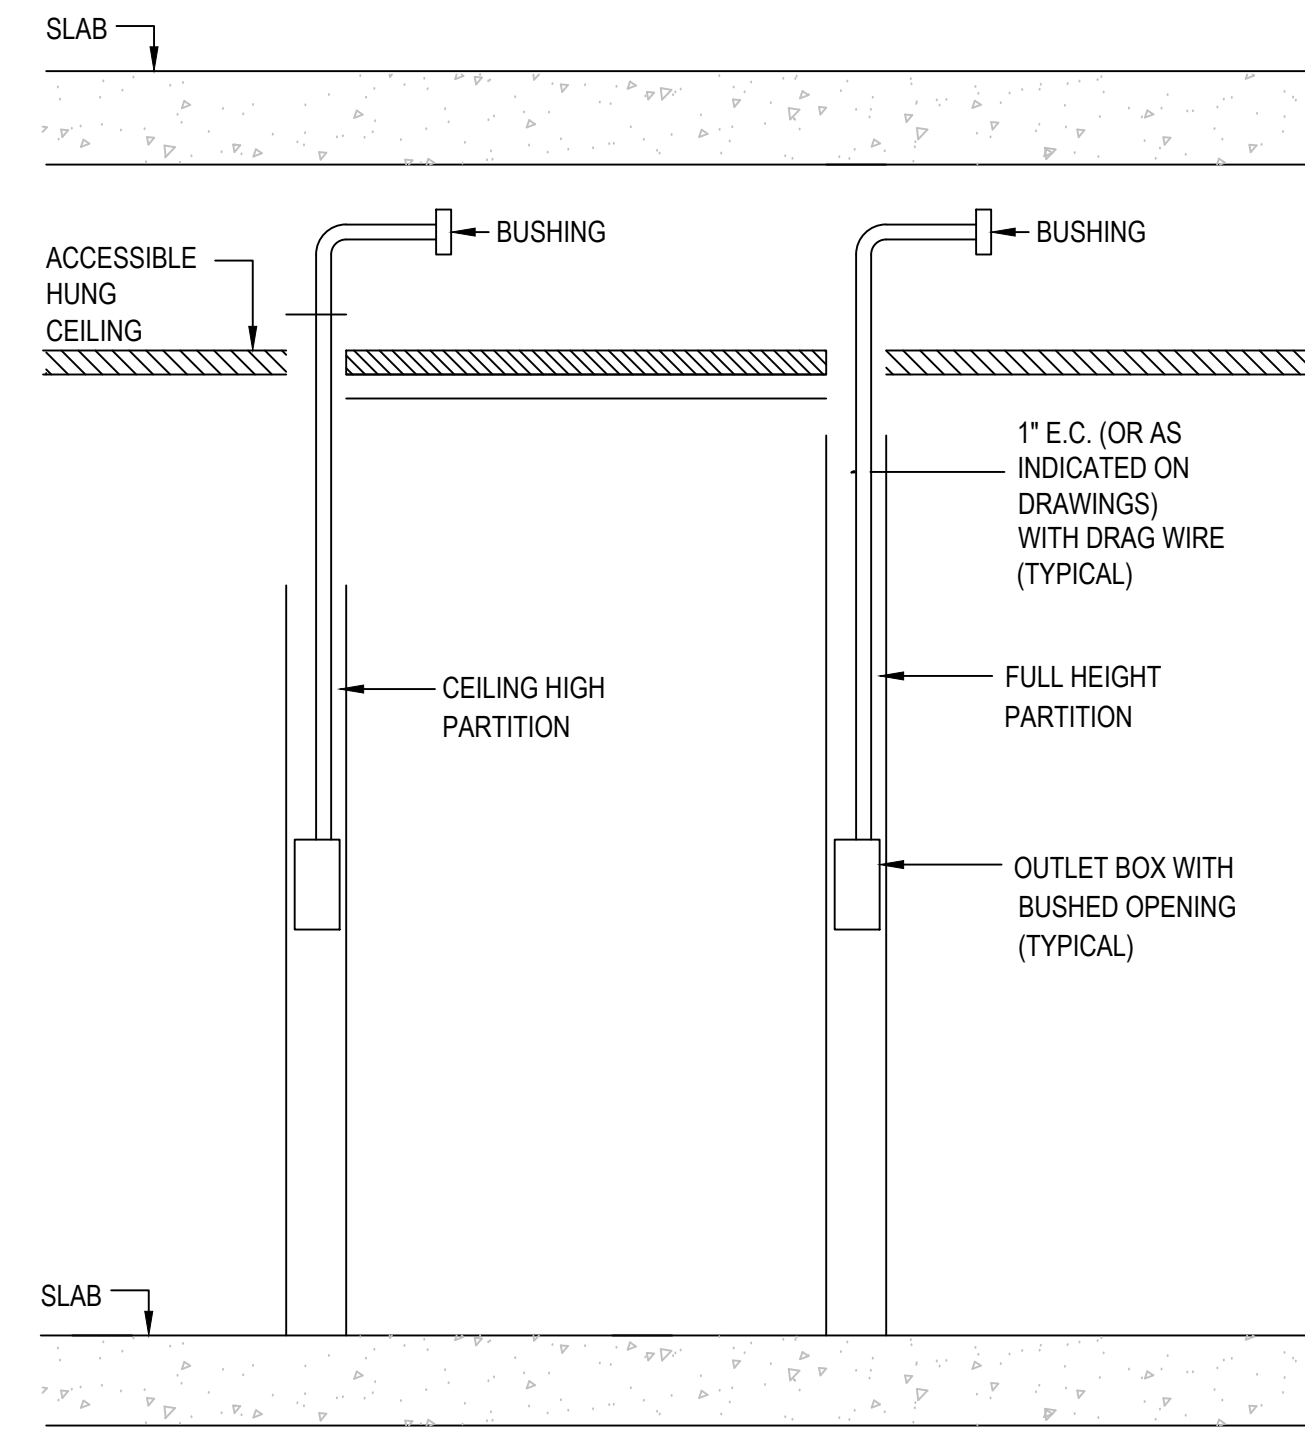 SLAB
BUSHING
BUSHING
ACCESSIBLE
HUNG
CEILING
1" E.C. (OR AS
INDICATED ON
DRAWINGS)
WITH DRAG WIRE
(TYPICAL)
CEILING HIGH
PARTITION
FULL HEIGHT
PARTITION
OUTLET BOX WITH
BUSHED OPENING
(TYPICAL)
SLAB